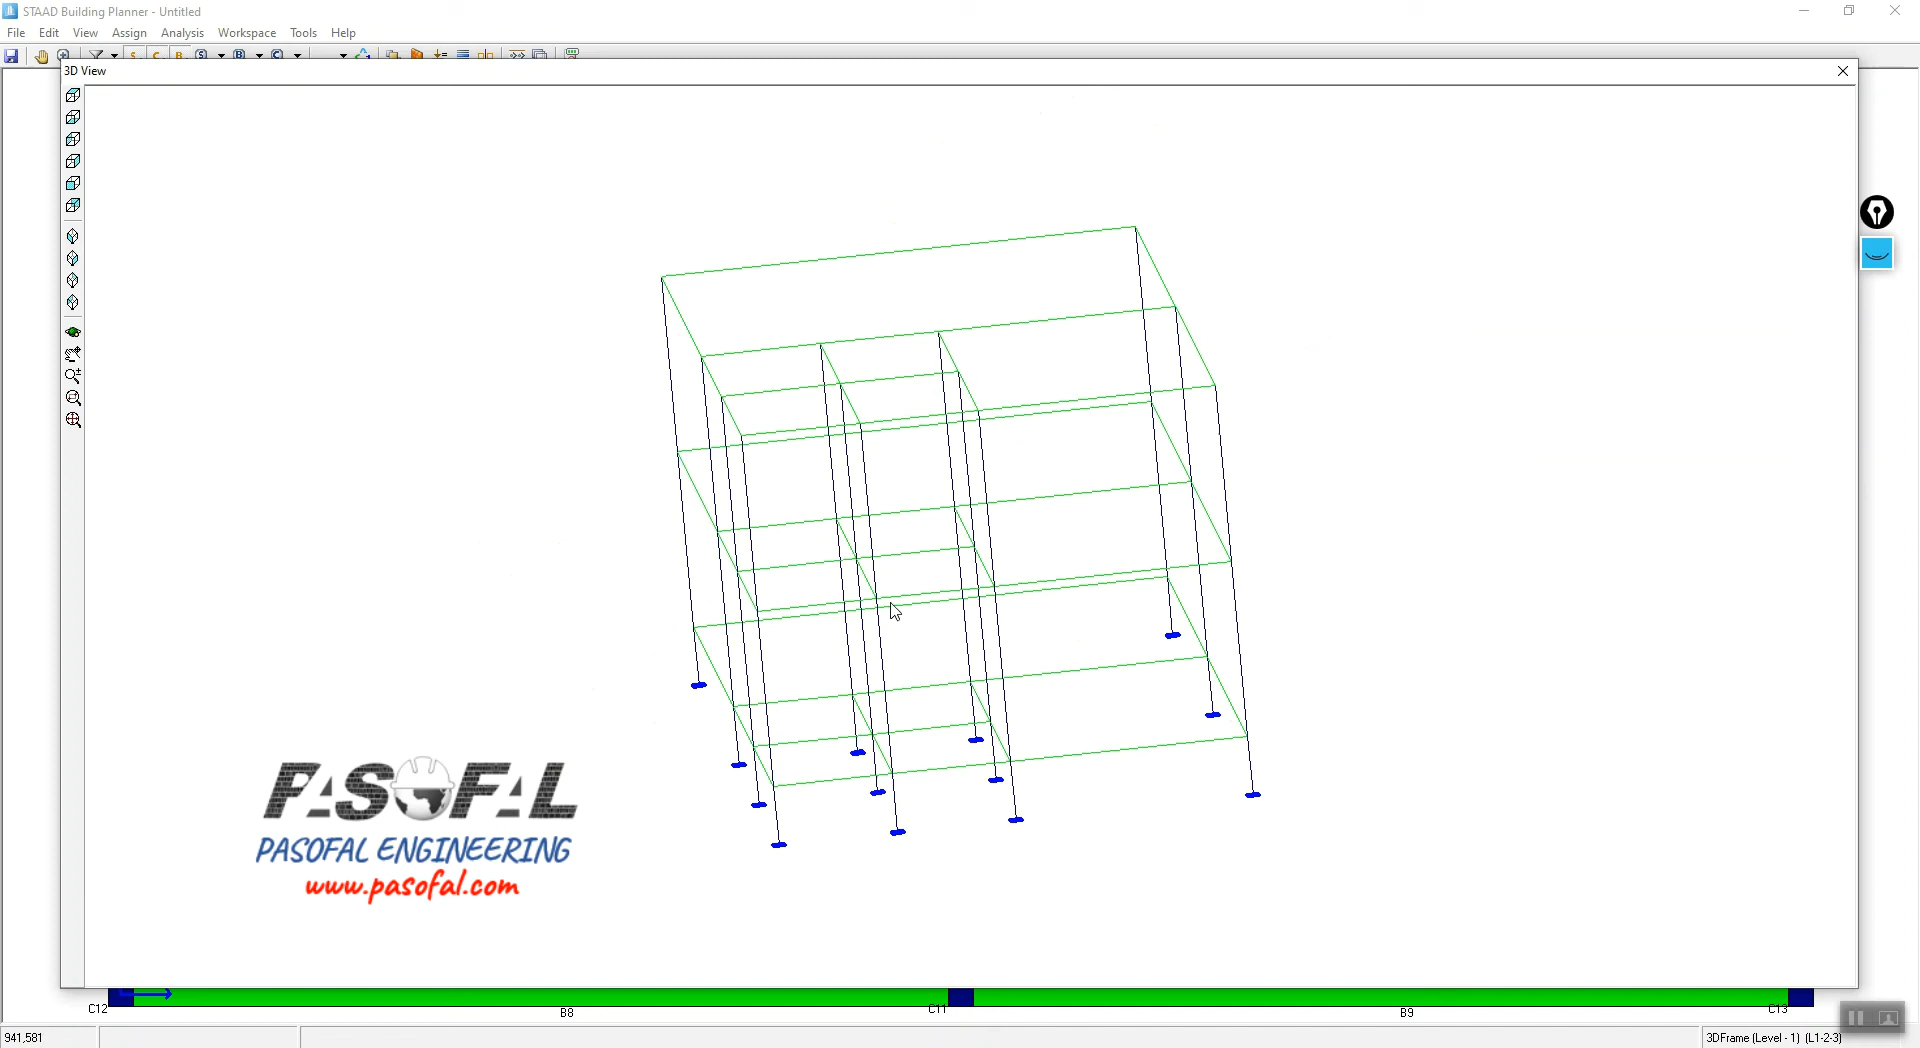 STAAD Building Planner - Untitled
File Edit View Assign Analysis Workspace Tools Help
3D View
PASOFAL
PASOFAL ENGINEERING
www.pasofal.com
C12 B8 C11 B9 C13
941,581
3DFrame (Level - 1) (L1-2-3)